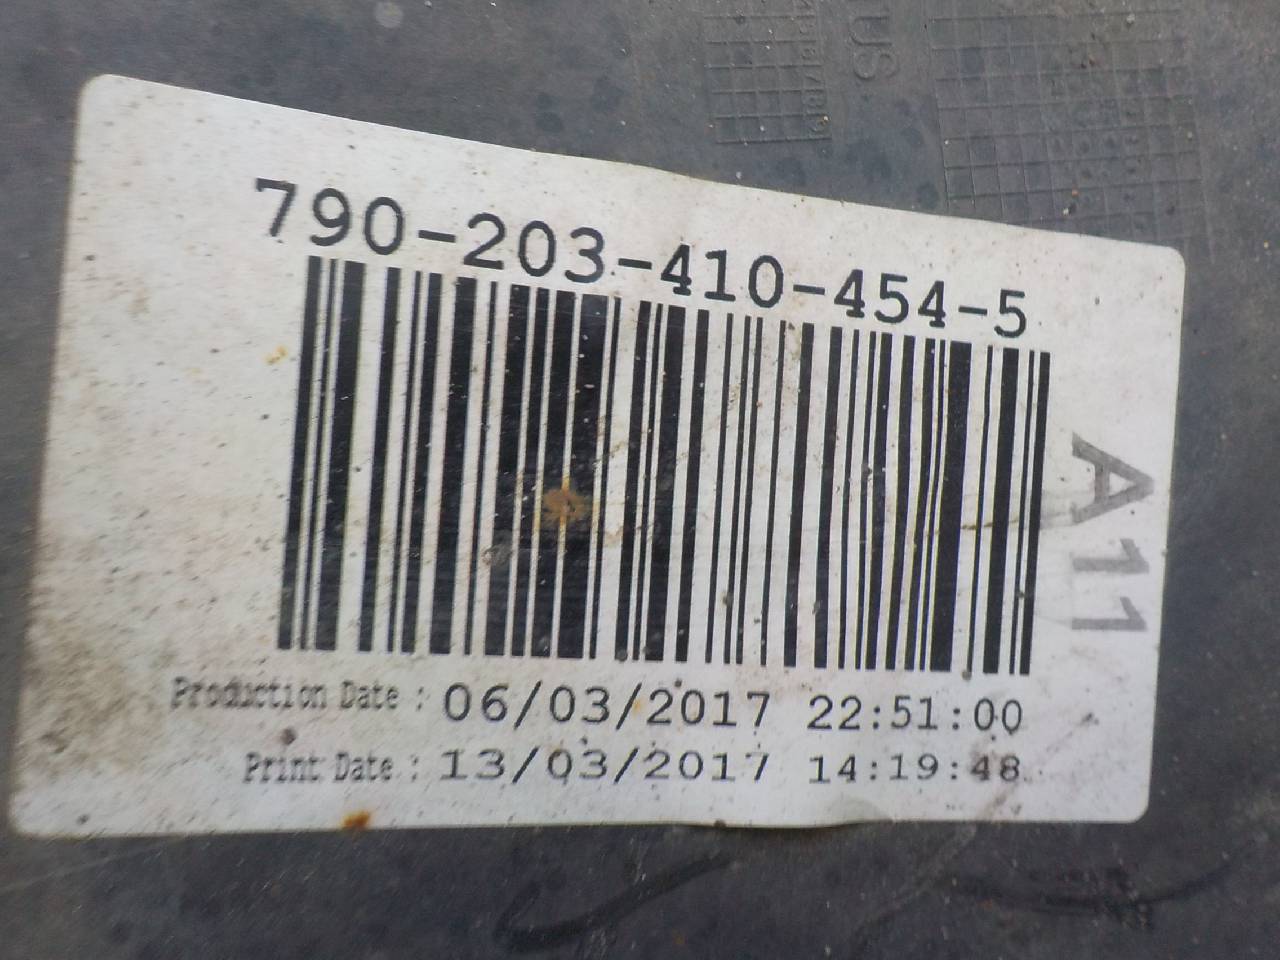 790-203-410-454-5
A11
Production Date : 06/03/2017 22:51:00
Print Date : 13/03/2017 14:19:48